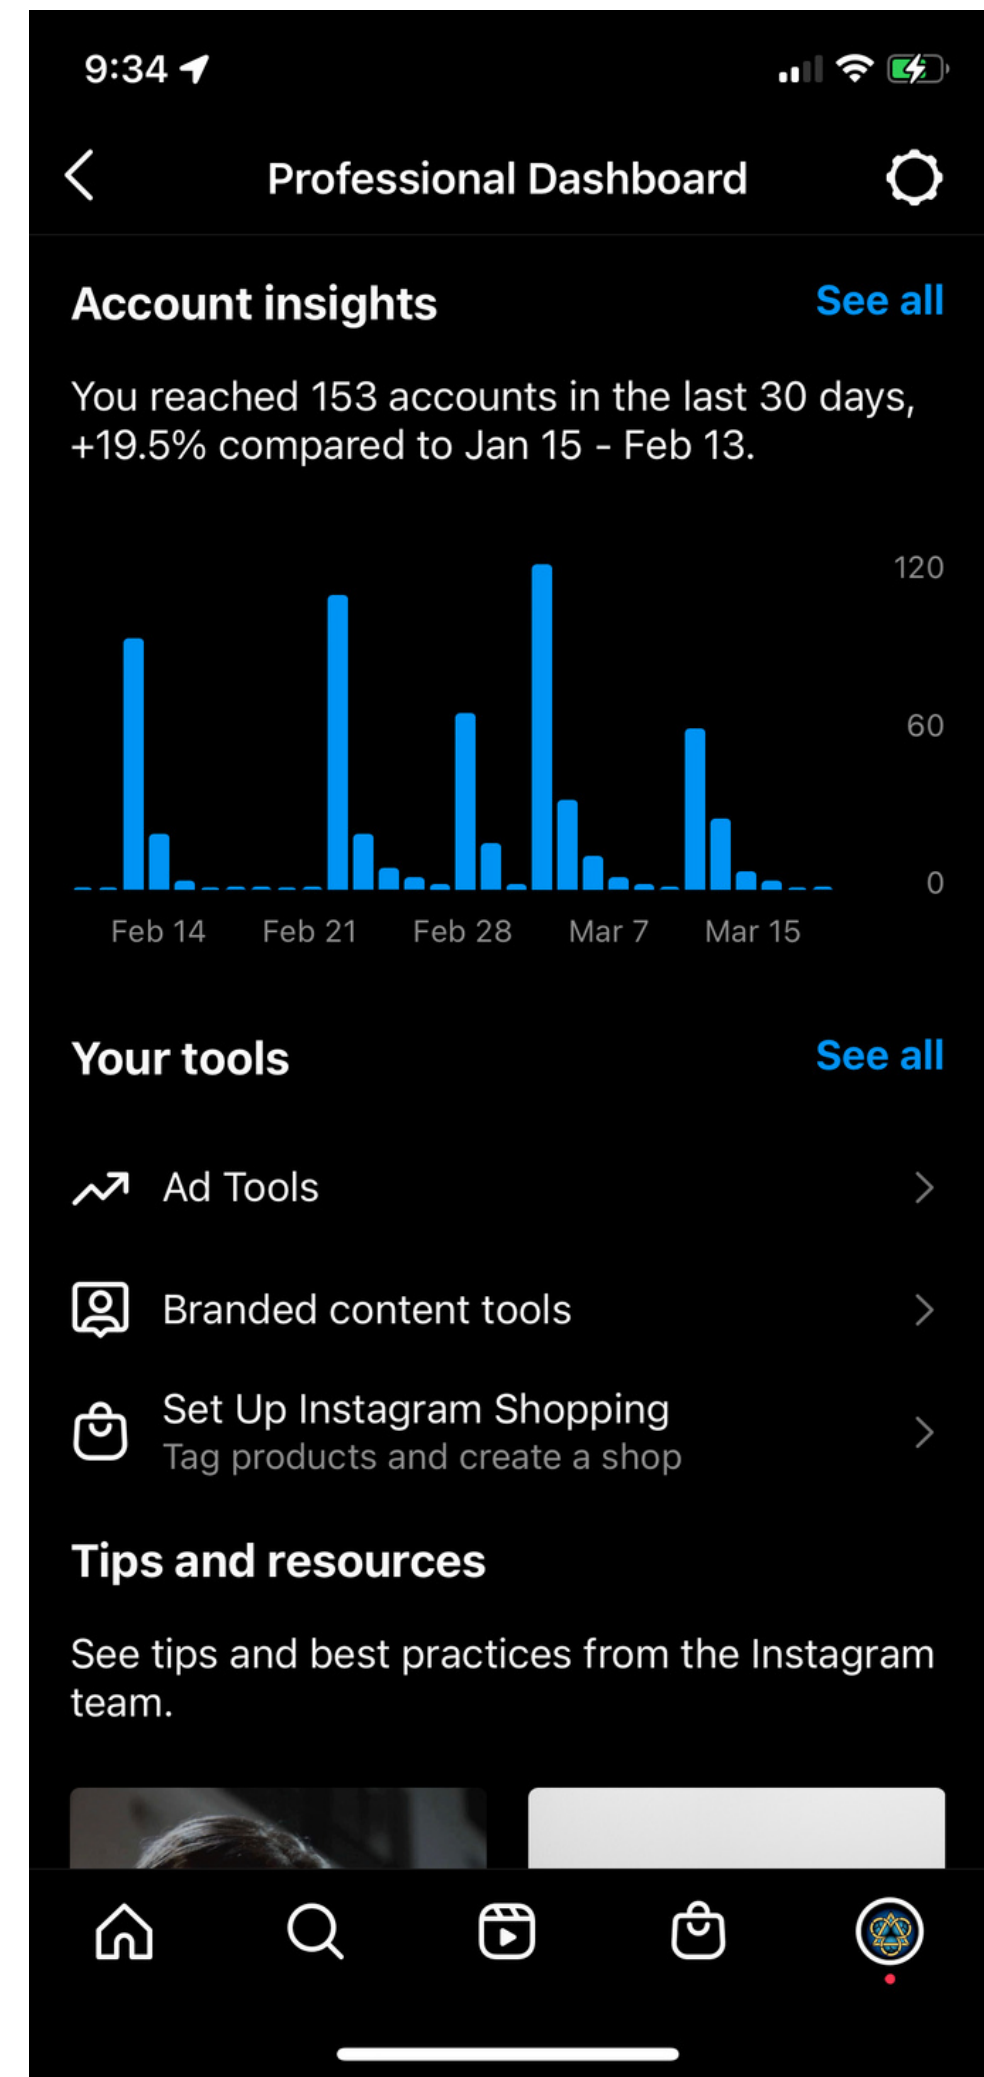 9:34
Professional Dashboard
Account insights
See all
You reached 153 accounts in the last 30 days,
+19.5% compared to Jan 15 - Feb 13.
120
60
0
Feb 14
Feb 21
Feb 28
Mar 7
Mar 15
Your tools
See all
Ad Tools
Branded content tools
Set Up Instagram Shopping
Tag products and create a shop
Tips and resources
See tips and best practices from the Instagram
team.